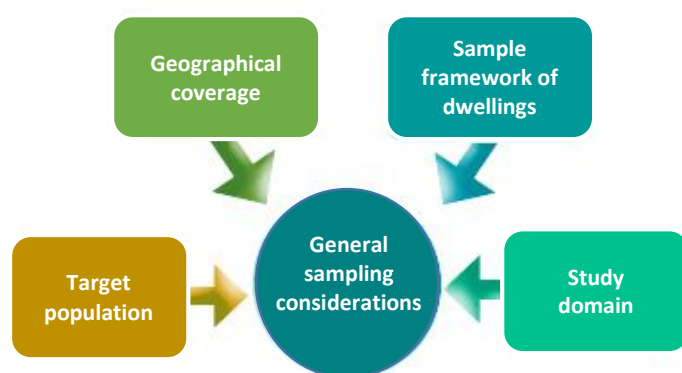 Geographical
coverage
Sample
framework of
dwellings
Target
population
General
sampling
considerations
Study
domain